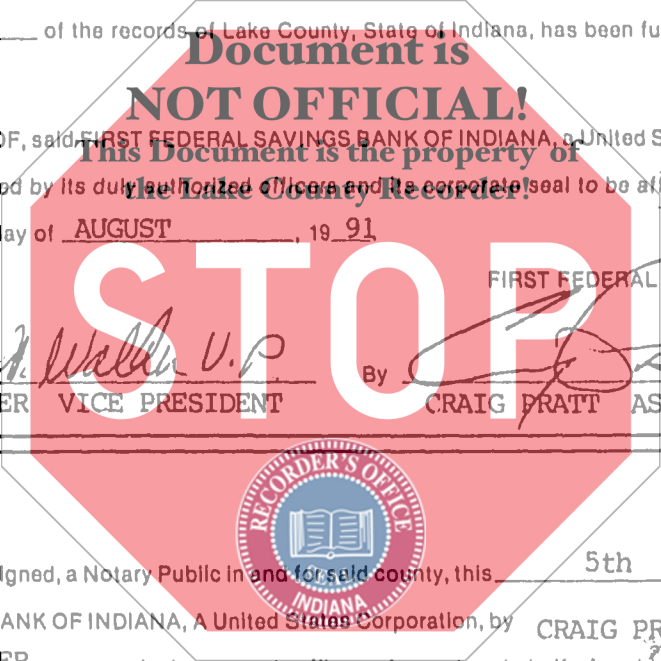 of the records of Lake County, State of Indiana, has been fu
Document is
NOT OFFICIAL!
OF, said FIRST FEDERAL SAVINGS BANK OF INDIANA, a United S
This Document is the property of
ed by its duly authorized officers and its corporate seal to be af
the Lake County Recorder!
ay of AUGUST, 19 91
STOP
FIRST FEDERAL
Walder V.P. By
ER VICE PRESIDENT CRAIG PRATT AS
RECORDER'S OFFICE
INDIANA
igned, a Notary Public in and for said county, this 5th
ANK OF INDIANA, A United States Corporation, by CRAIG PR
ER